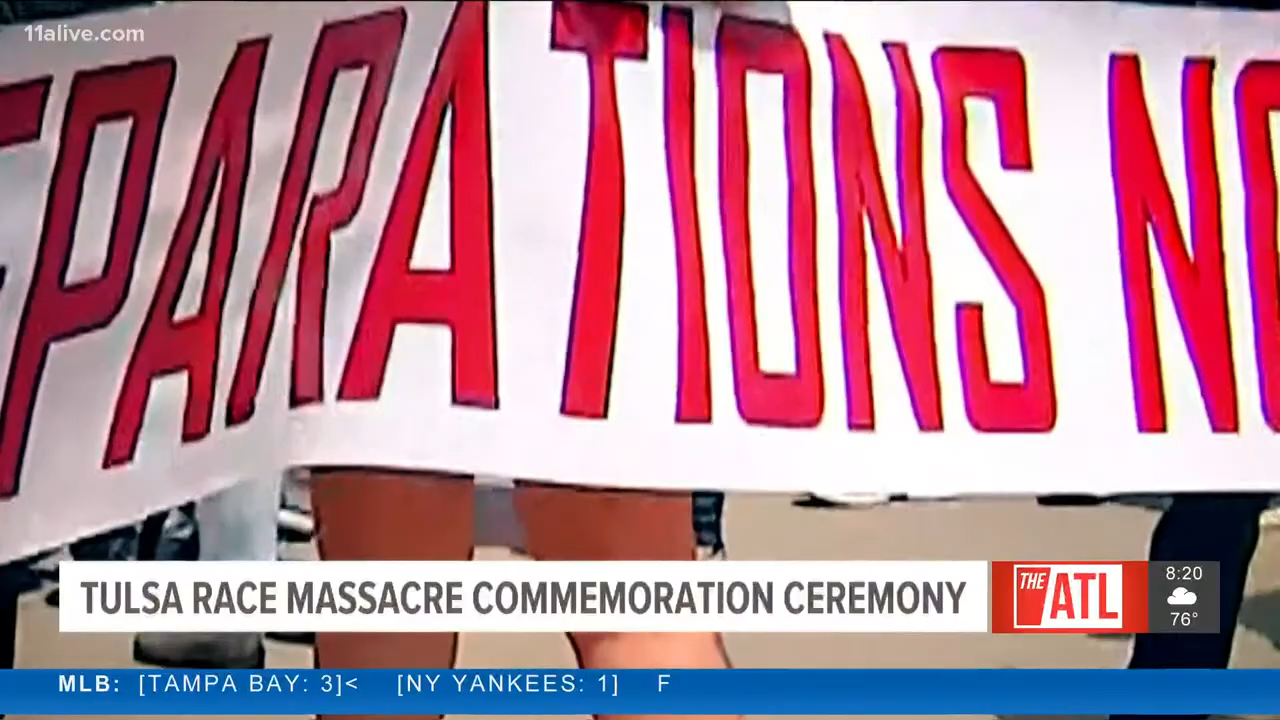 11alive.com
PARATIONS
TULSA RACE MASSACRE COMMEMORATION CEREMONY
THE ATL
8:20
76°
MLB: [TAMPA BAY: 3]< [NY YANKEES: 1] F